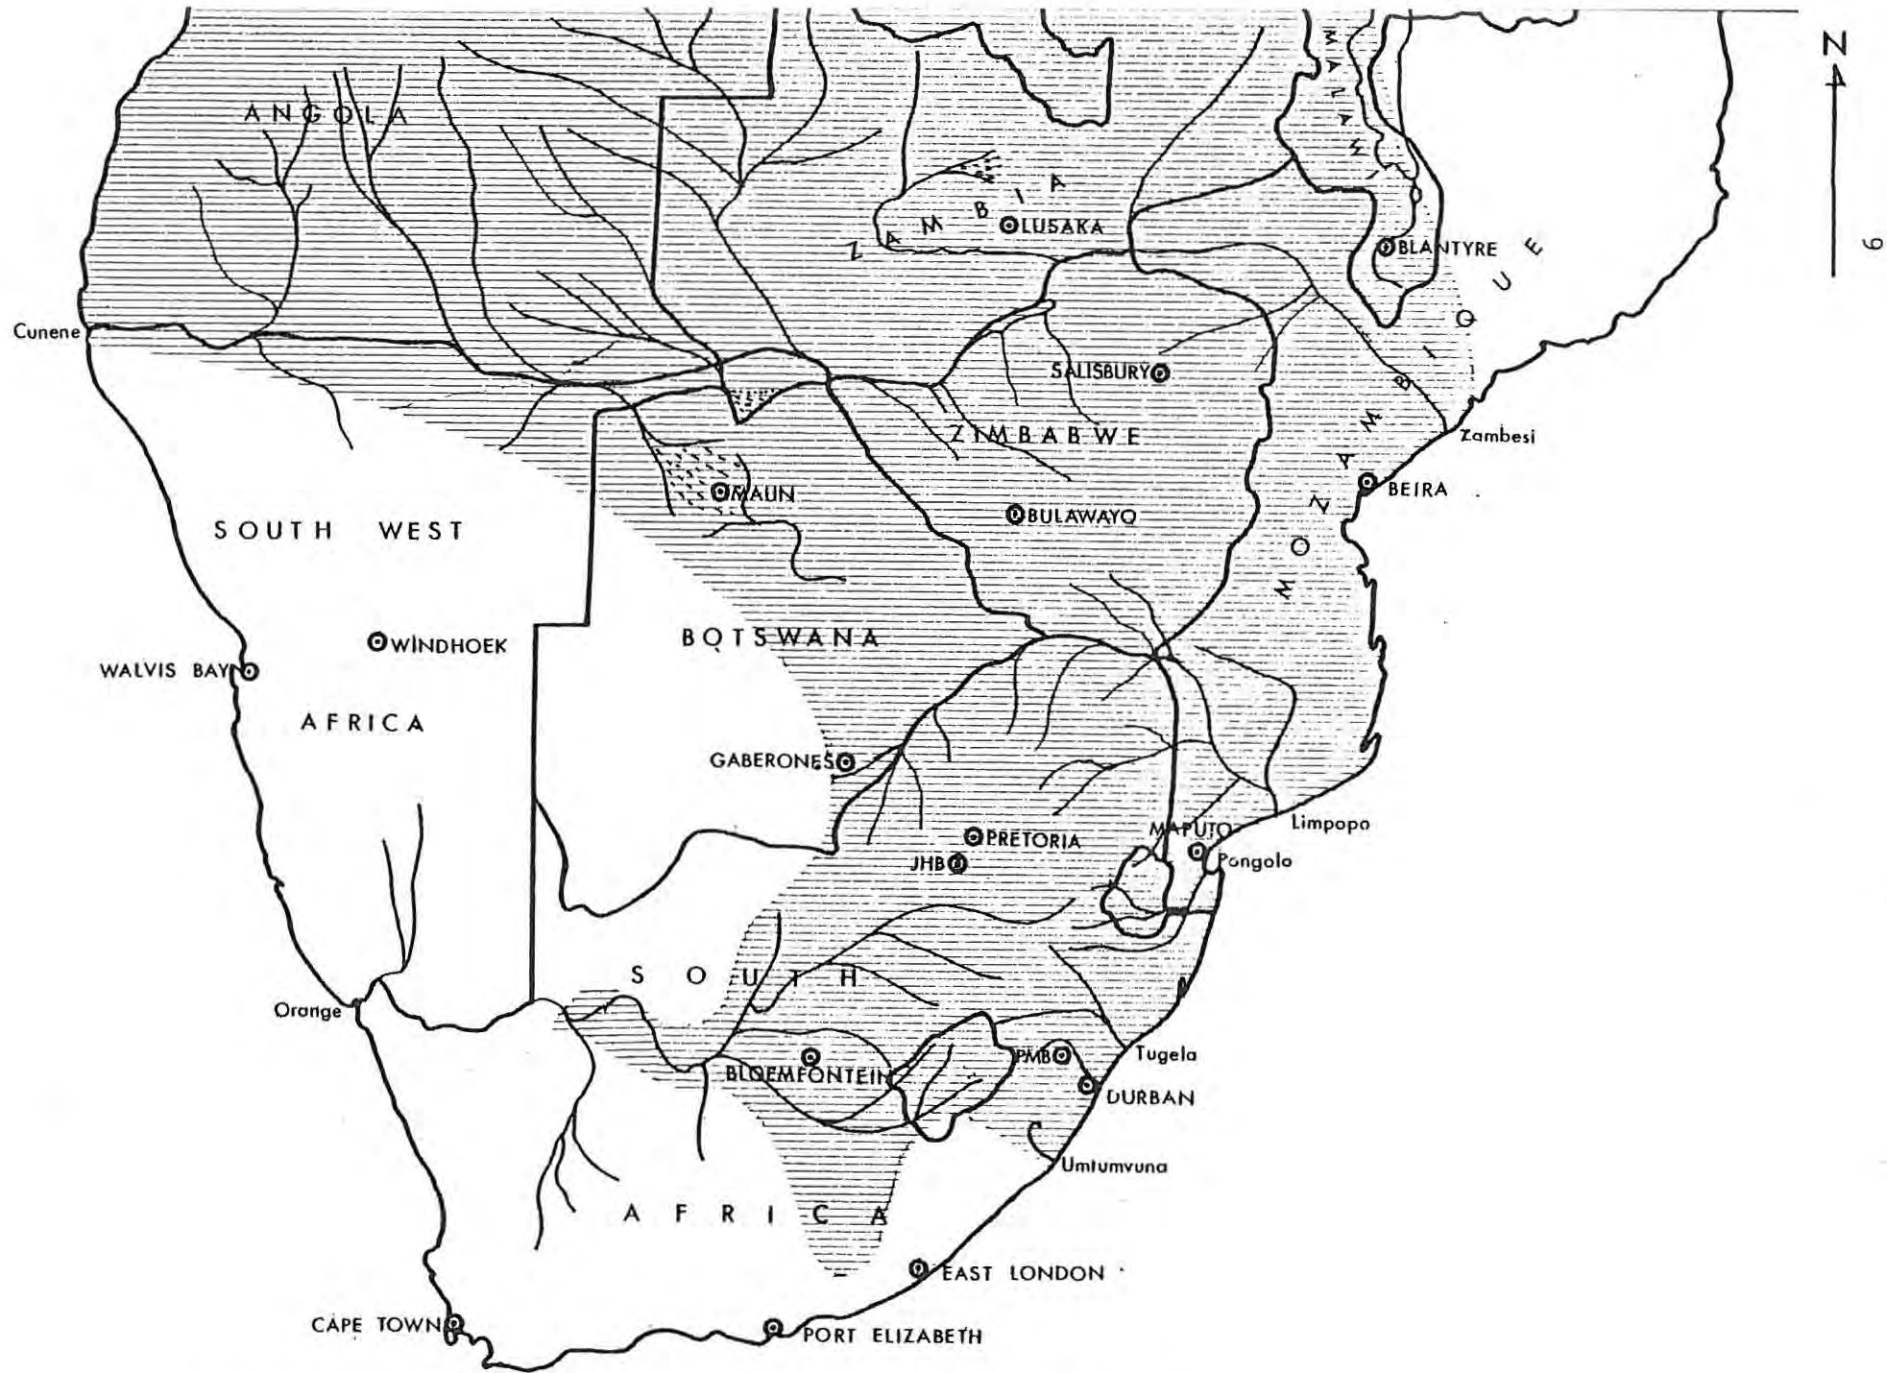 N
6
MALAWI
ANGOLA
ZAMBIA
LUSAKA
BLANTYRE
MOZAMBIQUE
Cunene
SALISBURY
ZIMBABWE
Zambesi
MAUN
BEIRA
BULAWAYO
SOUTH WEST
AFRICA
WINDHOEK
BOTSWANA
WALVIS BAY
GABERONES
Limpopo
MAPUTO
PRETORIA
JHB
Pongolo
SOUTH
AFRICA
Orange
PMB
Tugela
BLOEMFONTEIN
DURBAN
Umtumvuna
EAST LONDON
CAPE TOWN
PORT ELIZABETH